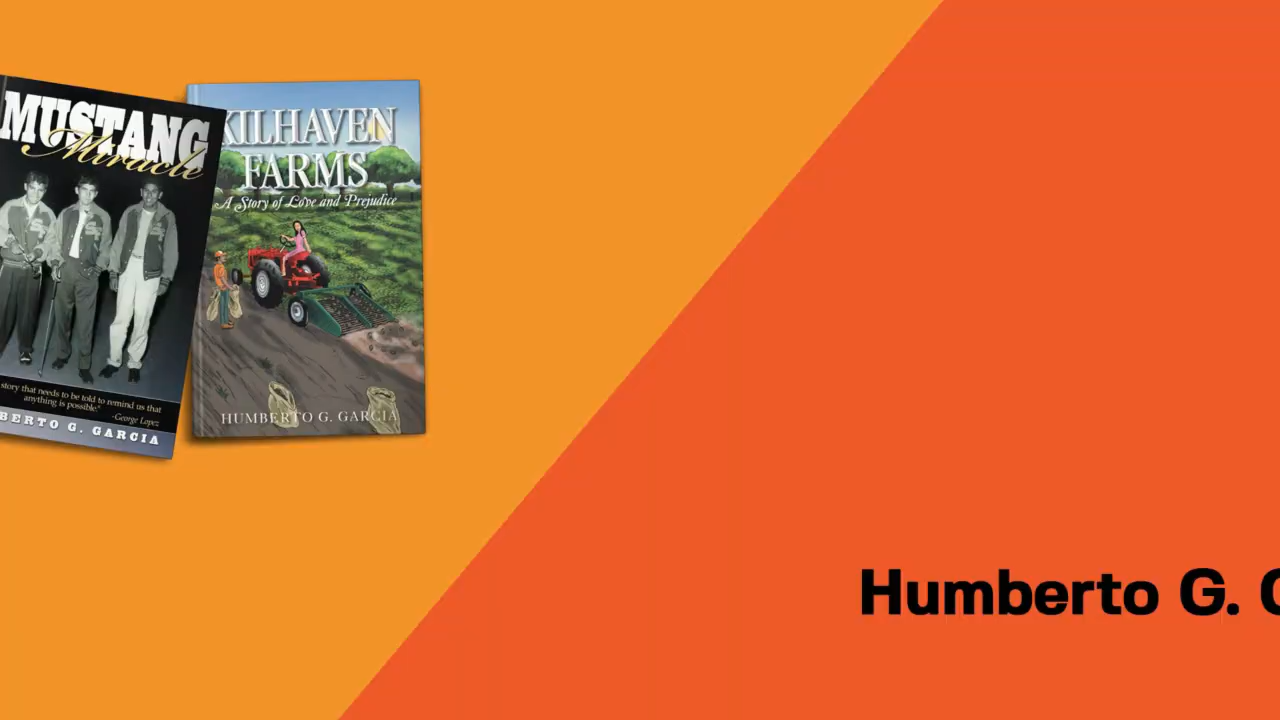 MUSTANG
Miracle
story that needs to be told to remind us that
anything is possible."
-George Lopez
BERTO G. GARCIA
KILHAVEN
FARMS
A Story of Love and Prejudice
HUMBERTO G. GARCIA
Humberto G.